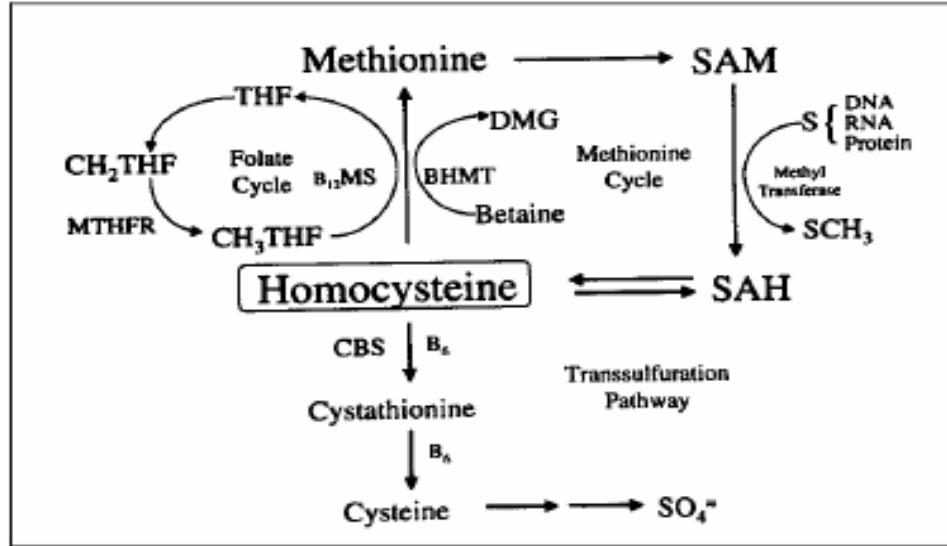 Methionine
SAM
THF
DMG
S { DNA
RNA
Protein
CH₂THF
Folate
Cycle
B₁₂MS
BHMT
Methionine
Cycle
Methyl
Transferase
MTHFR
CH₃THF
Betaine
SCH₃
Homocysteine
SAH
CBS
B₆
Transsulfuration
Pathway
Cystathionine
B₆
Cysteine
SO₄⁼